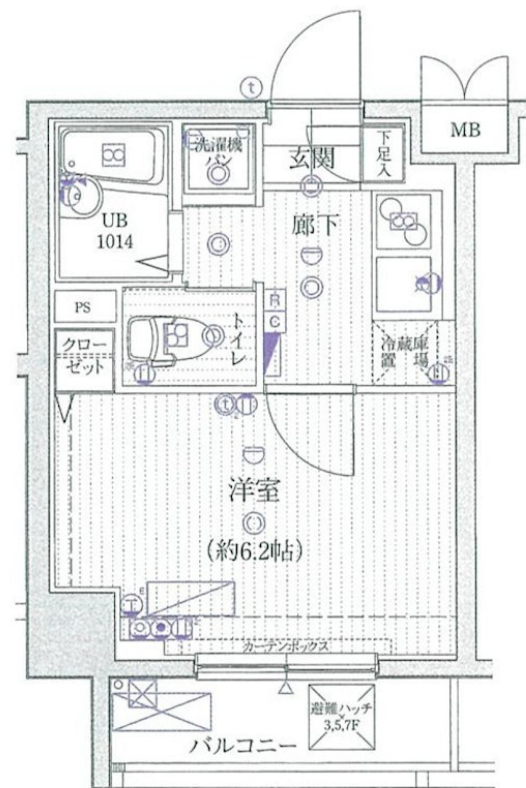 t
MB
洗濯機
パン
玄関
下足入
UB
1014
廊下
PS
R
C
トイレ
クロー
ゼット
冷蔵庫
置場
t
洋室
(約6.2帖)
カーテンボックス
避難ハッチ
3,5,7F
バルコニー